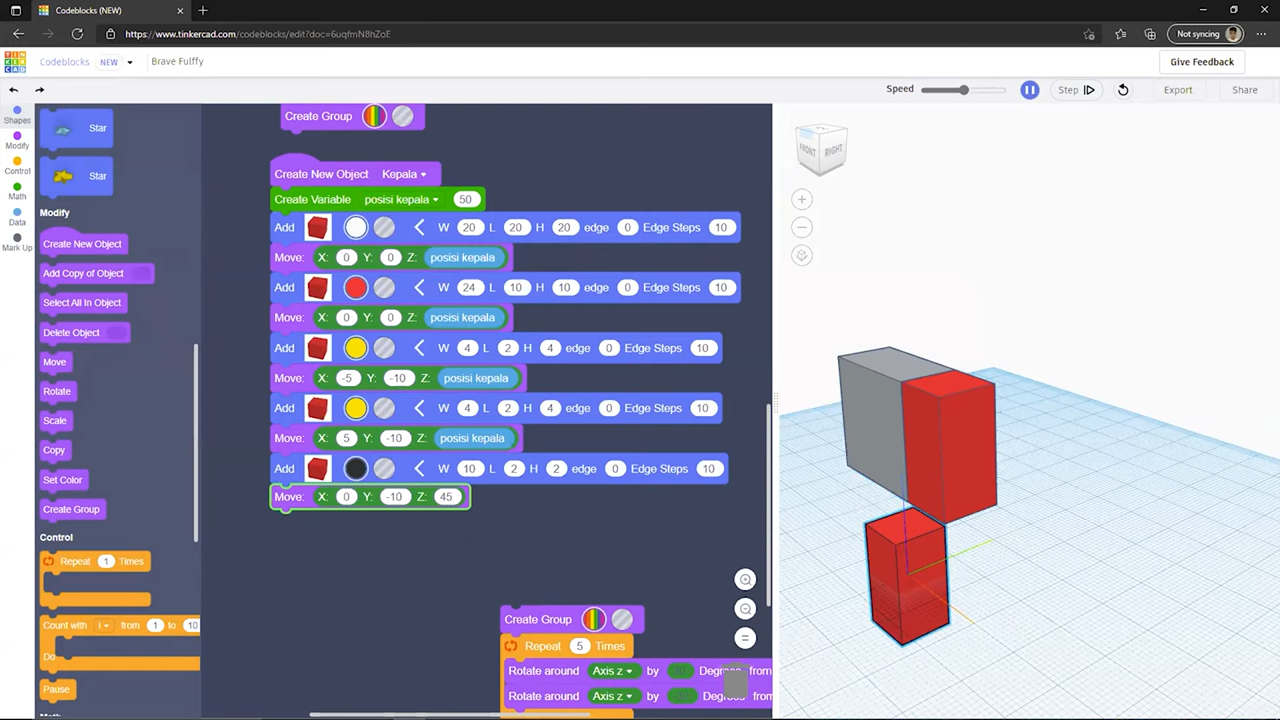 Codeblocks (NEW)
https://www.tinkercad.com/codeblocks/edit?doc=6uqfmN8hZoE
Not syncing
TIN
KER
CAD
Codeblocks NEW
Brave Fulffy
Give Feedback
Speed
Step
Export
Share
Shapes
Modify
Control
Math
Data
Mark Up
Star
Star
Modify
Create New Object
Add Copy of Object
Select All In Object
Delete Object
Move
Rotate
Scale
Copy
Set Color
Create Group
Control
Repeat 1 Times
Count with i from 1 to 10
Do
Pause
Create Group
Create New Object Kepala
Create Variable posisi kepala 50
Add W 20 L 20 H 20 edge 0 Edge Steps 10
Move: X: 0 Y: 0 Z: posisi kepala
Add W 24 L 10 H 10 edge 0 Edge Steps 10
Move: X: 0 Y: 0 Z: posisi kepala
Add W 4 L 2 H 4 edge 0 Edge Steps 10
Move: X: -5 Y: -10 Z: posisi kepala
Add W 4 L 2 H 4 edge 0 Edge Steps 10
Move: X: 5 Y: -10 Z: posisi kepala
Add W 10 L 2 H 2 edge 0 Edge Steps 10
Move: X: 0 Y: -10 Z: 45
Create Group
Repeat 5 Times
Rotate around Axis z by Degrees from
Rotate around Axis z by from
FRONT RIGHT